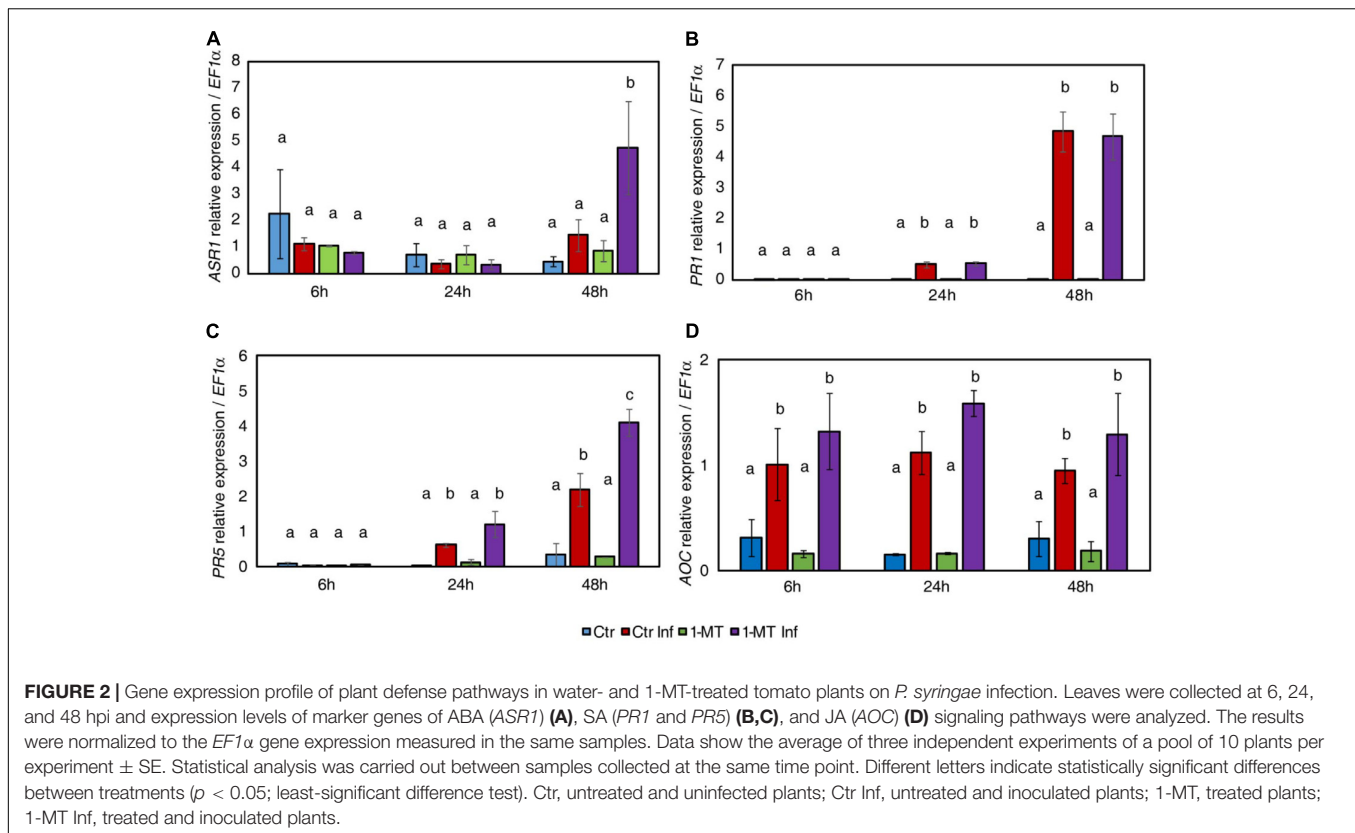 A
ASR1 relative expression / EF1α
8
7
6
5
4
3
2
1
0
a
a
a
a
a
a
a
a
a
a
a
b
6h
24h
48h
B
PR1 relative expression / EF1α
7
6
5
4
3
2
1
0
a
a
a
a
a
b
a
b
a
b
a
b
6h
24h
48h
C
PR5 relative expression / EF1α
6
5
4
3
2
1
0
a
a
a
a
a
b
a
b
a
b
a
c
6h
24h
48h
D
AOC relative expression / EF1α
2
1
0
a
b
a
b
a
b
a
b
a
b
a
b
6h
24h
48h
Ctr Ctr Inf 1-MT 1-MT Inf
FIGURE 2 | Gene expression profile of plant defense pathways in water- and 1-MT-treated tomato plants on P. syringae infection. Leaves were collected at 6, 24,
and 48 hpi and expression levels of marker genes of ABA (ASR1) (A), SA (PR1 and PR5) (B,C), and JA (AOC) (D) signaling pathways were analyzed. The results
were normalized to the EF1α gene expression measured in the same samples. Data show the average of three independent experiments of a pool of 10 plants per
experiment ± SE. Statistical analysis was carried out between samples collected at the same time point. Different letters indicate statistically significant differences
between treatments (p < 0.05; least-significant difference test). Ctr, untreated and uninfected plants; Ctr Inf, untreated and inoculated plants; 1-MT, treated plants;
1-MT Inf, treated and inoculated plants.